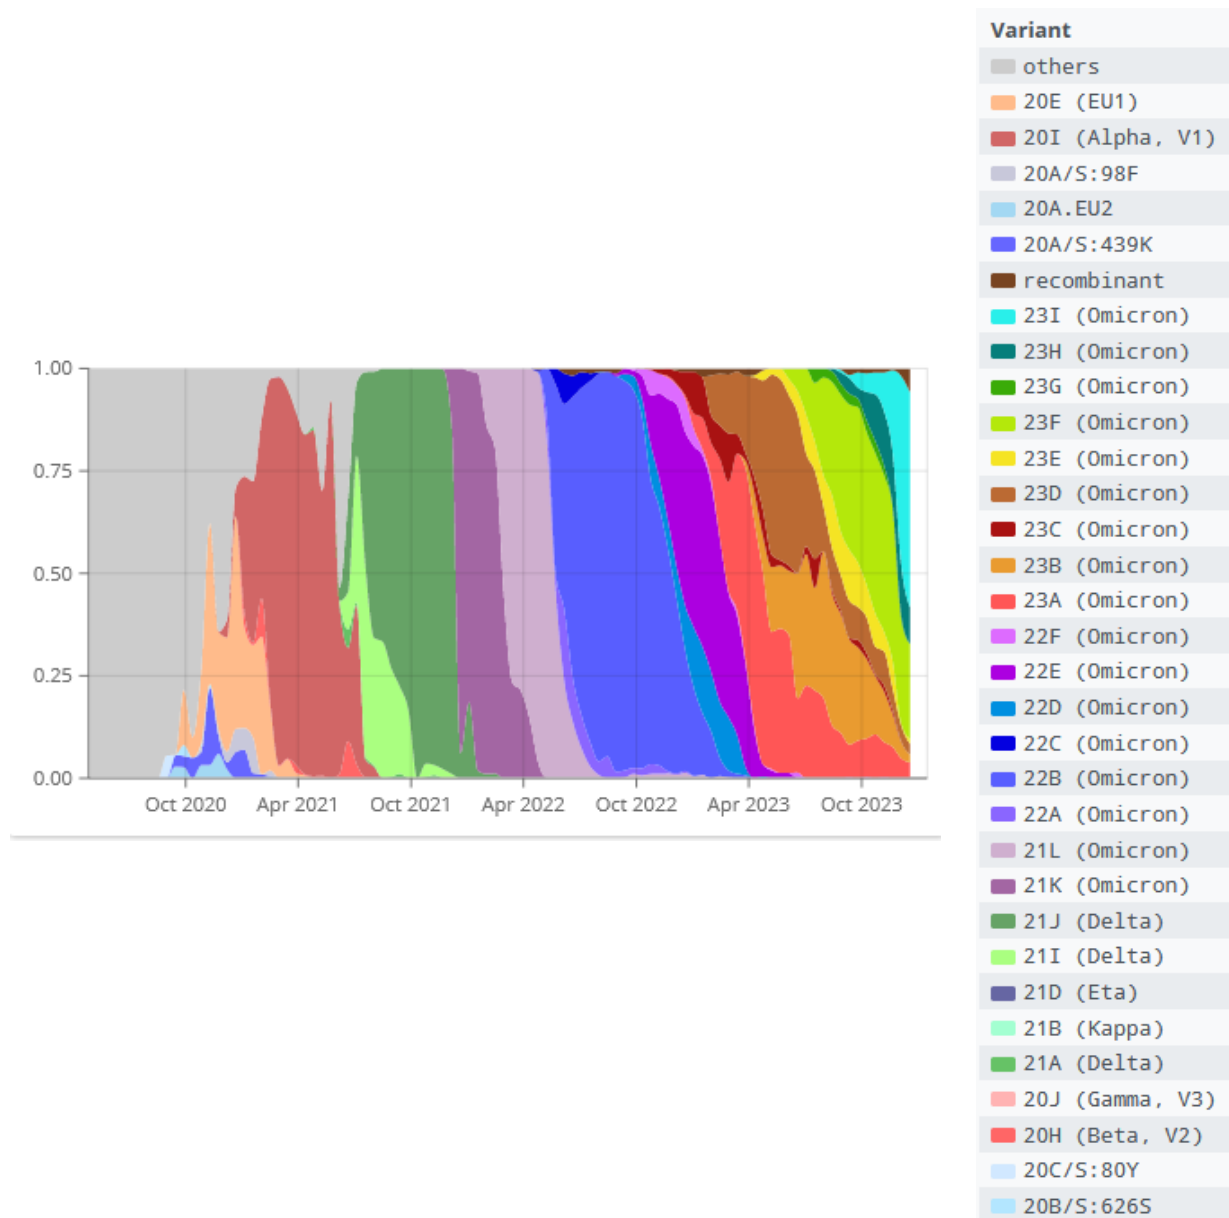 Variant
others
20E (EU1)
20I (Alpha, V1)
20A/S:98F
20A.EU2
20A/S:439K
recombinant
23I (Omicron)
23H (Omicron)
23G (Omicron)
23F (Omicron)
23E (Omicron)
23D (Omicron)
23C (Omicron)
23B (Omicron)
23A (Omicron)
22F (Omicron)
22E (Omicron)
22D (Omicron)
22C (Omicron)
22B (Omicron)
22A (Omicron)
21L (Omicron)
21K (Omicron)
21J (Delta)
21I (Delta)
21D (Eta)
21B (Kappa)
21A (Delta)
20J (Gamma, V3)
20H (Beta, V2)
20C/S:80Y
20B/S:626S
1.00
0.75
0.50
0.25
0.00
Oct 2020 Apr 2021 Oct 2021 Apr 2022 Oct 2022 Apr 2023 Oct 2023